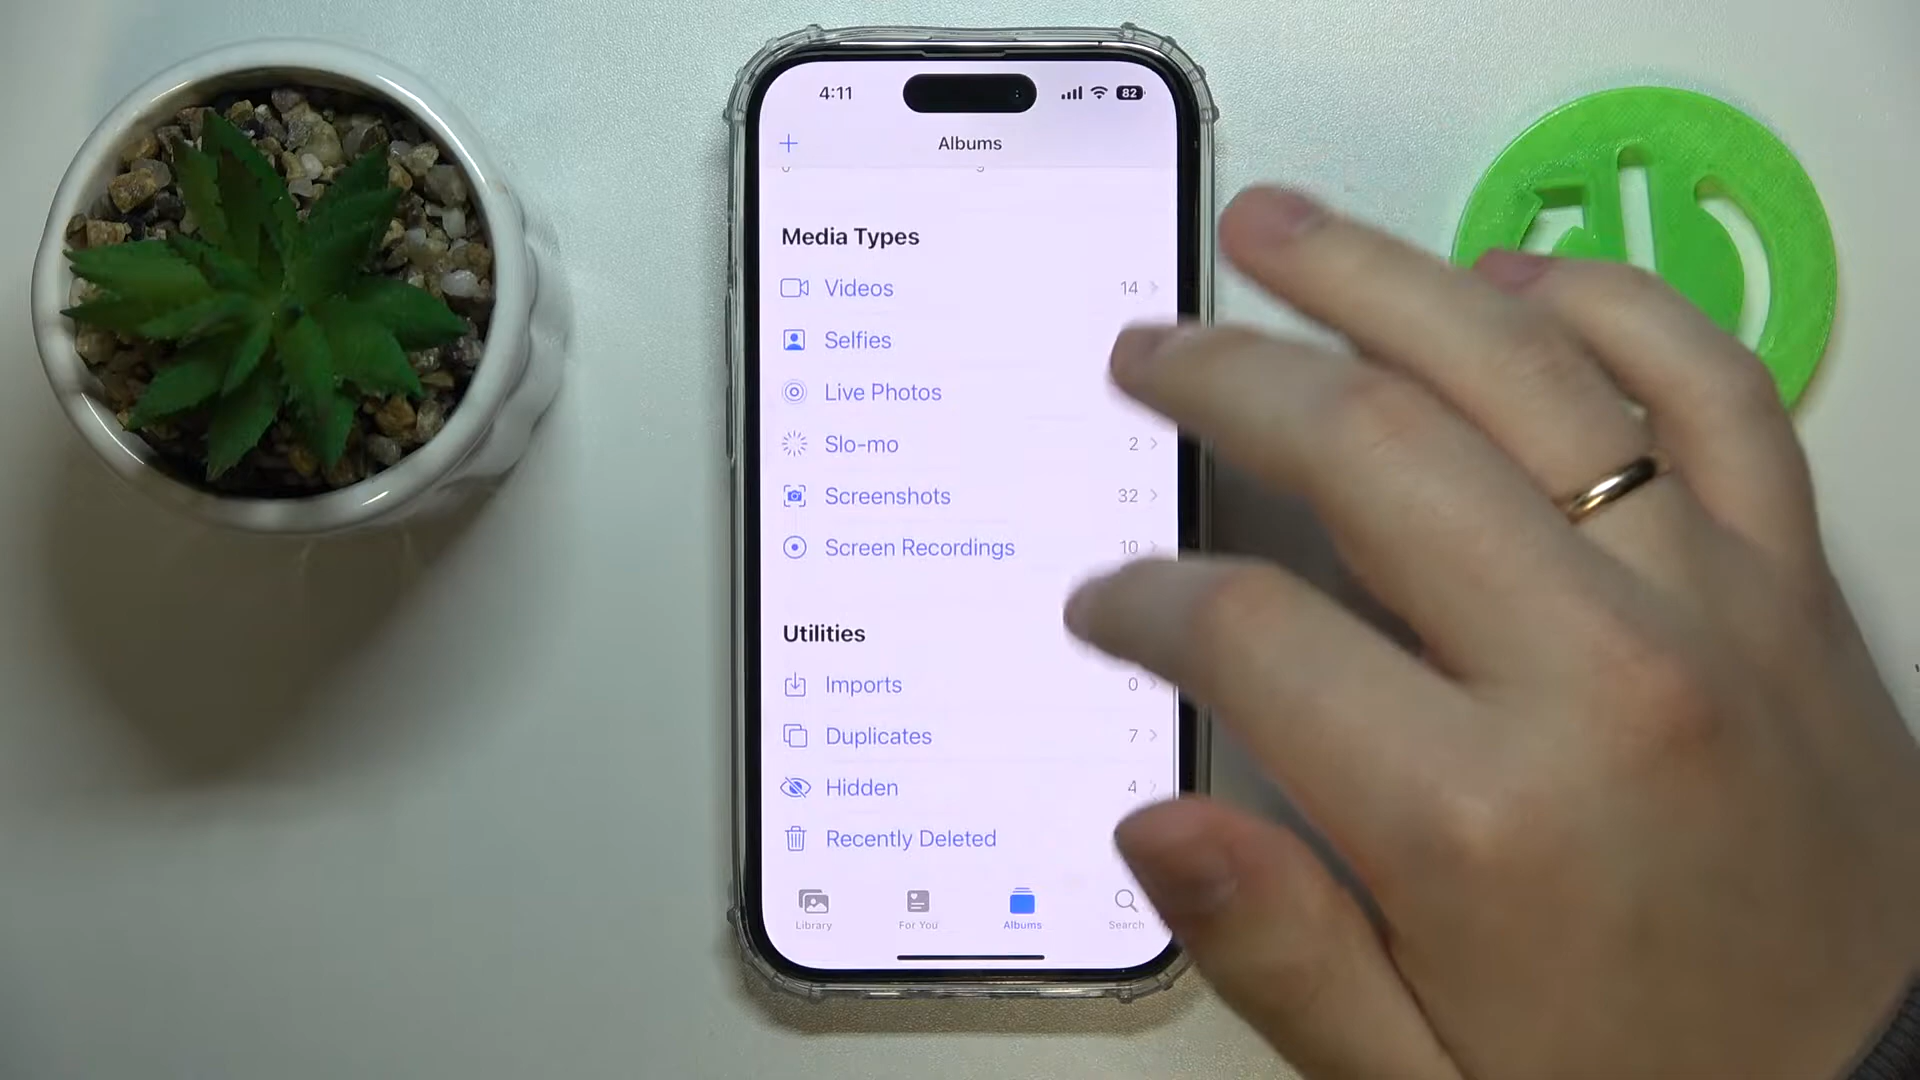 4:11
82
Albums
Media Types
Videos 14
Selfies
Live Photos
Slo-mo 2
Screenshots 32
Screen Recordings 10
Utilities
Imports 0
Duplicates 7
Hidden 4
Recently Deleted
Library For You Albums Search